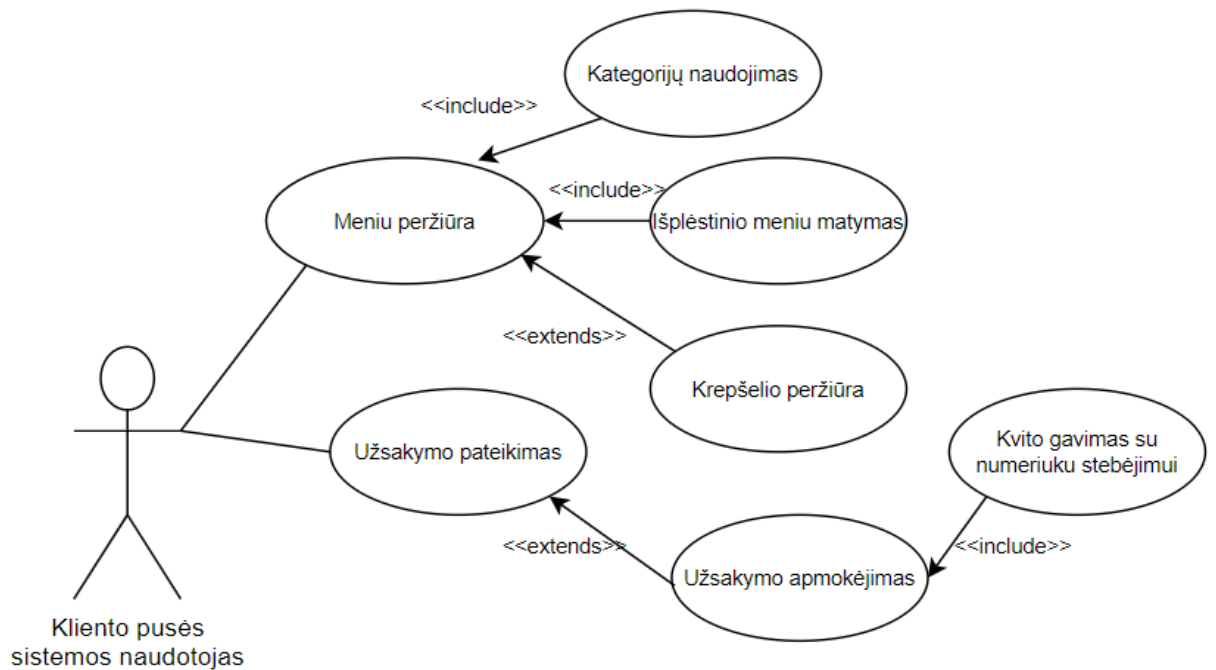 Kategorijų naudojimas
<<include>>
<<include>>
Meniu peržiūra
Išplėstinio meniu matymas
<<extends>>
Krepšelio peržiūra
Užsakymo pateikimas
Kvito gavimas su
numeriuku stebėjimui
<<extends>>
<<include>>
Užsakymo apmokėjimas
Kliento pusės
sistemos naudotojas